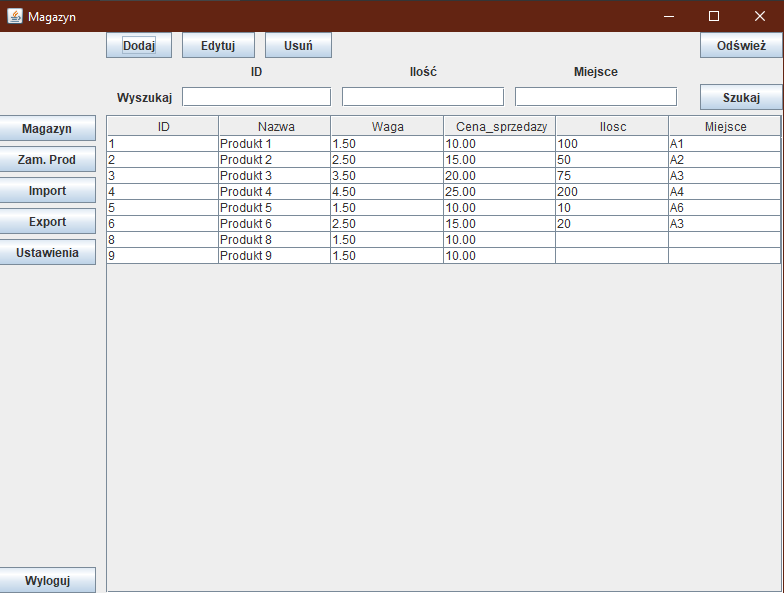 Magazyn
Dodaj Edytuj Usuń Odśwież
ID Ilość Miejsce
Wyszukaj Szukaj
Magazyn
Zam. Prod
Import
Export
Ustawienia
ID Nazwa Waga Cena_sprzedazy Ilosc Miejsce
1 Produkt 1 1.50 10.00 100 A1
2 Produkt 2 2.50 15.00 50 A2
3 Produkt 3 3.50 20.00 75 A3
4 Produkt 4 4.50 25.00 200 A4
5 Produkt 5 1.50 10.00 10 A6
6 Produkt 6 2.50 15.00 20 A3
8 Produkt 8 1.50 10.00
9 Produkt 9 1.50 10.00
Wyloguj